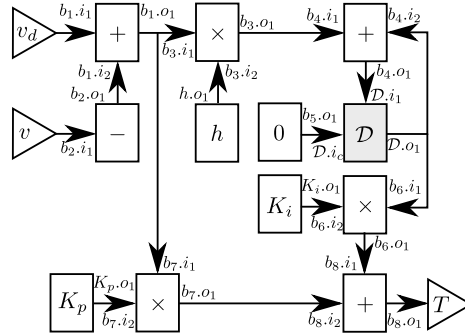 b_1.i_1 b_1.o_1 b_3.o_1 b_4.i_1 b_4.i_2
v_d + b_3.i_1 × +
b_1.i_2 b_3.i_2 b_4.o_1
b_2.o_1 h.o_1 b_5.o_1 D.i_1
v − h 0 D
b_2.i_1 D.i_c D.o_1
K_i.o_1 b_6.i_1
K_i ×
b_6.i_2 b_6.o_1
b_7.i_1 b_8.i_1
K_p.o_1 b_7.o_1
K_p × + T
b_7.i_2 b_8.i_2 b_8.o_1